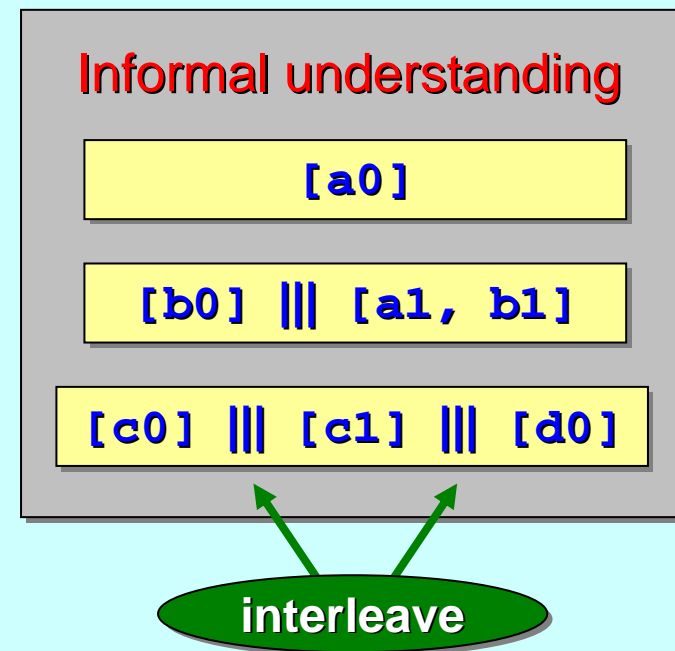 Informal understanding
[a0]
[b0] ||| [a1, b1]
[c0] ||| [c1] ||| [d0]
interleave